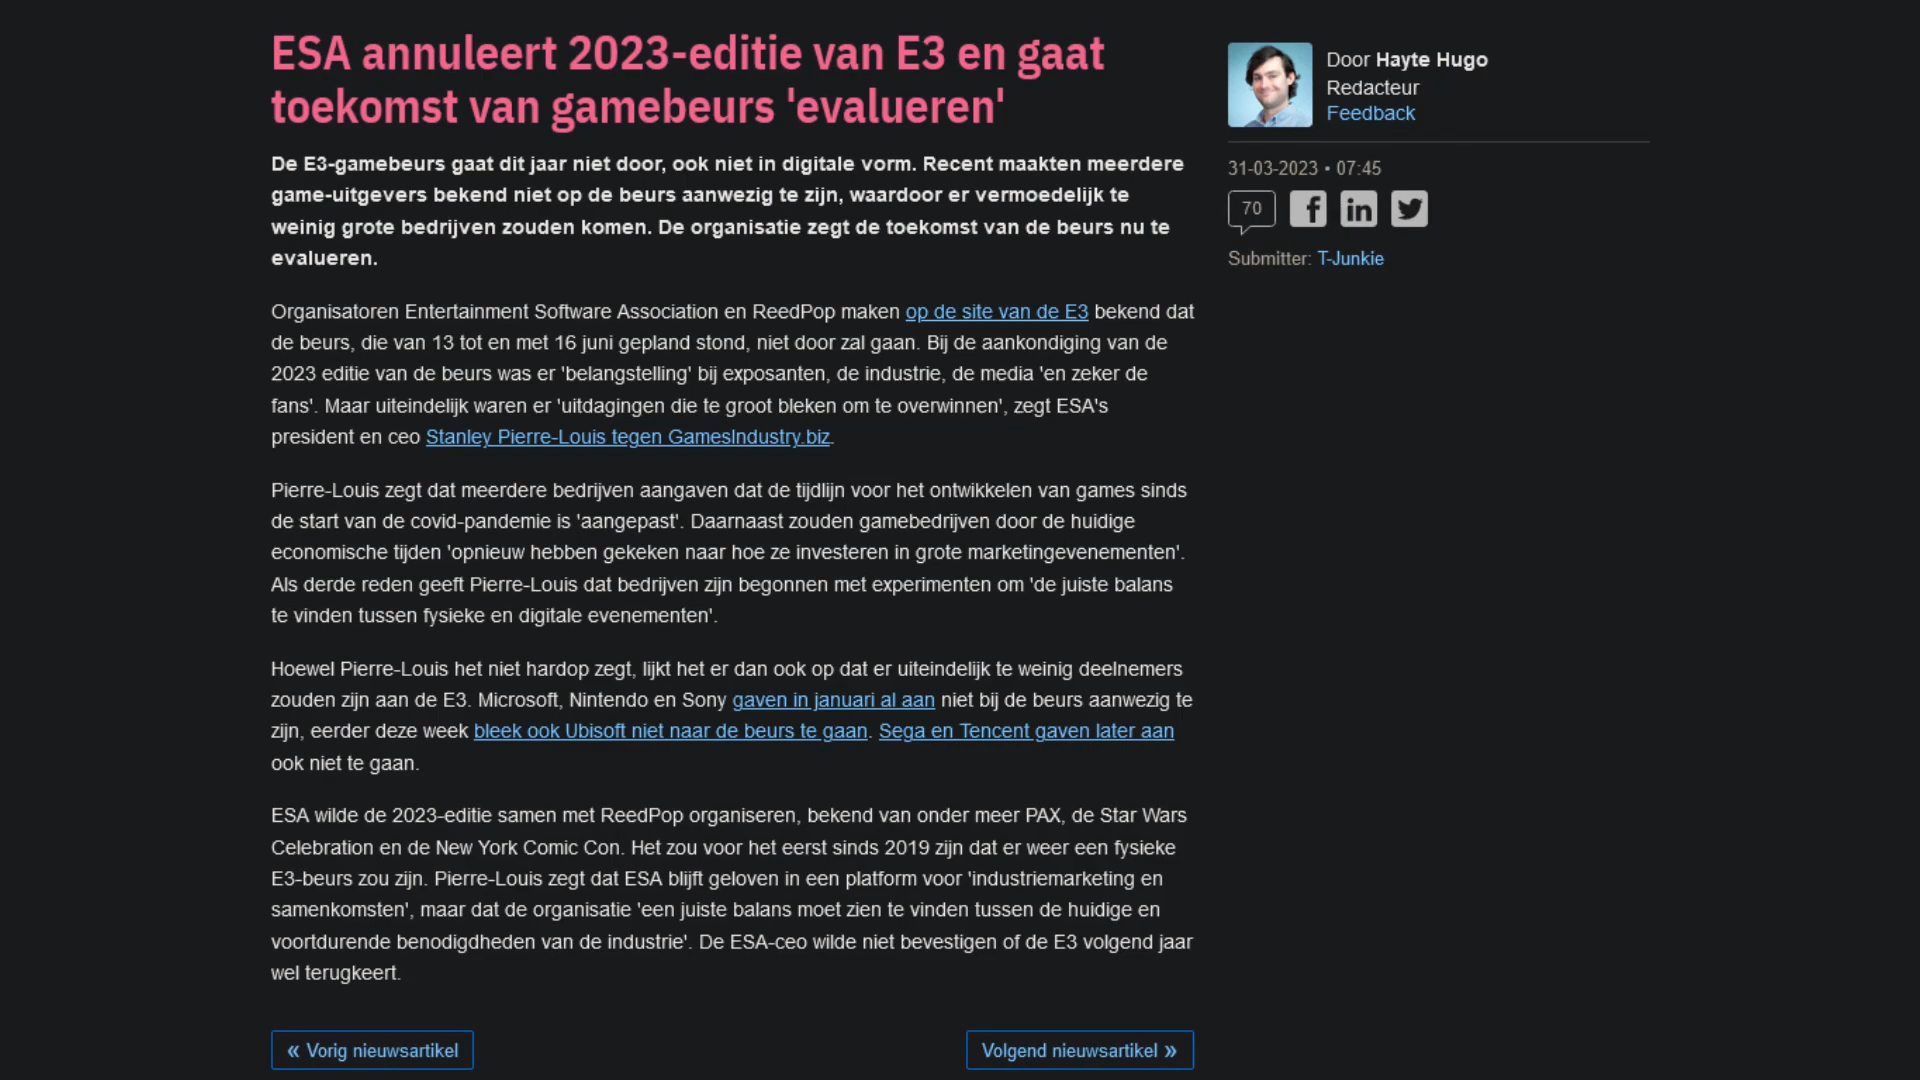 ESA annuleert 2023-editie van E3 en gaat
toekomst van gamebeurs 'evalueren'
De E3-gamebeurs gaat dit jaar niet door, ook niet in digitale vorm. Recent maakten meerdere
game-uitgevers bekend niet op de beurs aanwezig te zijn, waardoor er vermoedelijk te
weinig grote bedrijven zouden komen. De organisatie zegt de toekomst van de beurs nu te
evalueren.
Organisatoren Entertainment Software Association en ReedPop maken op de site van de E3 bekend dat
de beurs, die van 13 tot en met 16 juni gepland stond, niet door zal gaan. Bij de aankondiging van de
2023 editie van de beurs was er 'belangstelling' bij exposanten, de industrie, de media 'en zeker de
fans'. Maar uiteindelijk waren er 'uitdagingen die te groot bleken om te overwinnen', zegt ESA's
president en ceo Stanley Pierre-Louis tegen GamesIndustry.biz.
Pierre-Louis zegt dat meerdere bedrijven aangaven dat de tijdlijn voor het ontwikkelen van games sinds
de start van de covid-pandemie is 'aangepast'. Daarnaast zouden gamebedrijven door de huidige
economische tijden 'opnieuw hebben gekeken naar hoe ze investeren in grote marketingevenementen'.
Als derde reden geeft Pierre-Louis dat bedrijven zijn begonnen met experimenten om 'de juiste balans
te vinden tussen fysieke en digitale evenementen'.
Hoewel Pierre-Louis het niet hardop zegt, lijkt het er dan ook op dat er uiteindelijk te weinig deelnemers
zouden zijn aan de E3. Microsoft, Nintendo en Sony gaven in januari al aan niet bij de beurs aanwezig te
zijn, eerder deze week bleek ook Ubisoft niet naar de beurs te gaan. Sega en Tencent gaven later aan
ook niet te gaan.
ESA wilde de 2023-editie samen met ReedPop organiseren, bekend van onder meer PAX, de Star Wars
Celebration en de New York Comic Con. Het zou voor het eerst sinds 2019 zijn dat er weer een fysieke
E3-beurs zou zijn. Pierre-Louis zegt dat ESA blijft geloven in een platform voor 'industriemarketing en
samenkomsten', maar dat de organisatie 'een juiste balans moet zien te vinden tussen de huidige en
voortdurende benodigdheden van de industrie'. De ESA-ceo wilde niet bevestigen of de E3 volgend jaar
wel terugkeert.
« Vorig nieuwsartikel
Volgend nieuwsartikel »
Door Hayte Hugo
Redacteur
Feedback
31-03-2023 • 07:45
70
Submitter: T-Junkie